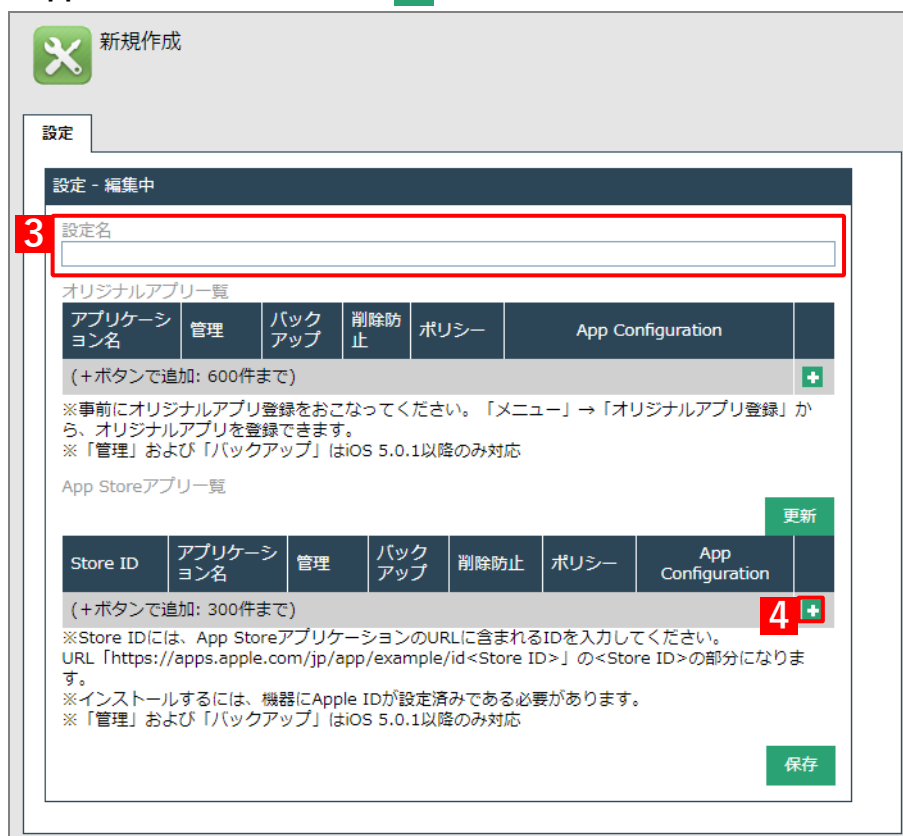 新規作成
設定
設定 - 編集中
3
設定名
オリジナルアプリ一覧
アプリケーシ
ョン名
管理
バック
アップ
削除防
止
ポリシー
App Configuration
(+ボタンで追加: 600件まで)
※事前にオリジナルアプリ登録をおこなってください。「メニュー」→「オリジナルアプリ登録」か
ら、オリジナルアプリを登録できます。
※「管理」および「バックアップ」はiOS 5.0.1以降のみ対応
App Storeアプリ一覧
更新
Store ID
アプリケーシ
ョン名
管理
バック
アップ
削除防止
ポリシー
App
Configuration
(+ボタンで追加: 300件まで)
4
※Store IDには、App StoreアプリケーションのURLに含まれるIDを入力してください。
URL「https://apps.apple.com/jp/app/example/id<Store ID>」の<Store ID>の部分になりま
す。
※インストールするには、機器にApple IDが設定済みである必要があります。
※「管理」および「バックアップ」はiOS 5.0.1以降のみ対応
保存